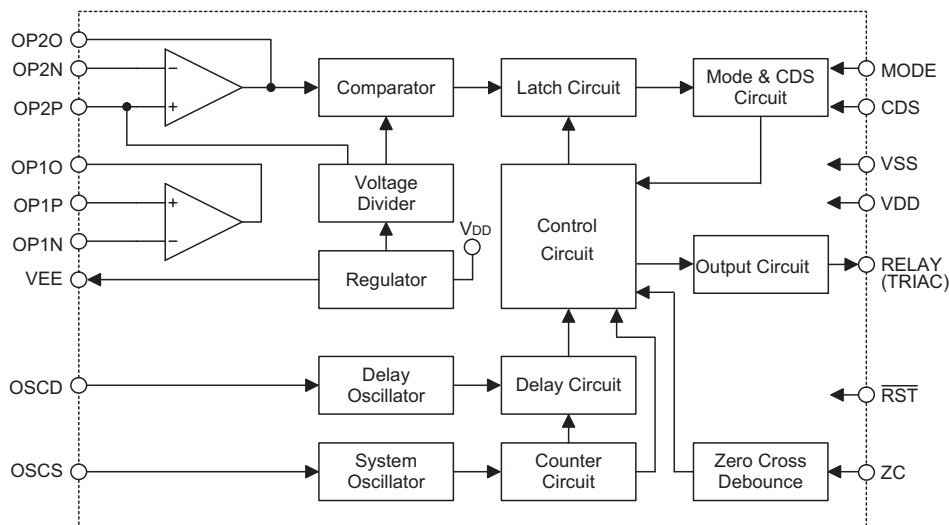 OP2O
OP2N
OP2P
OP1O
OP1P
OP1N
VEE
OSCD
OSCS
Comparator
Latch Circuit
Mode & CDS
Circuit
Voltage
Divider
Regulator
VDD
Control
Circuit
Output Circuit
Delay
Oscillator
Delay Circuit
System
Oscillator
Counter
Circuit
Zero Cross
Debounce
MODE
CDS
VSS
VDD
RELAY
(TRIAC)
RST
ZC